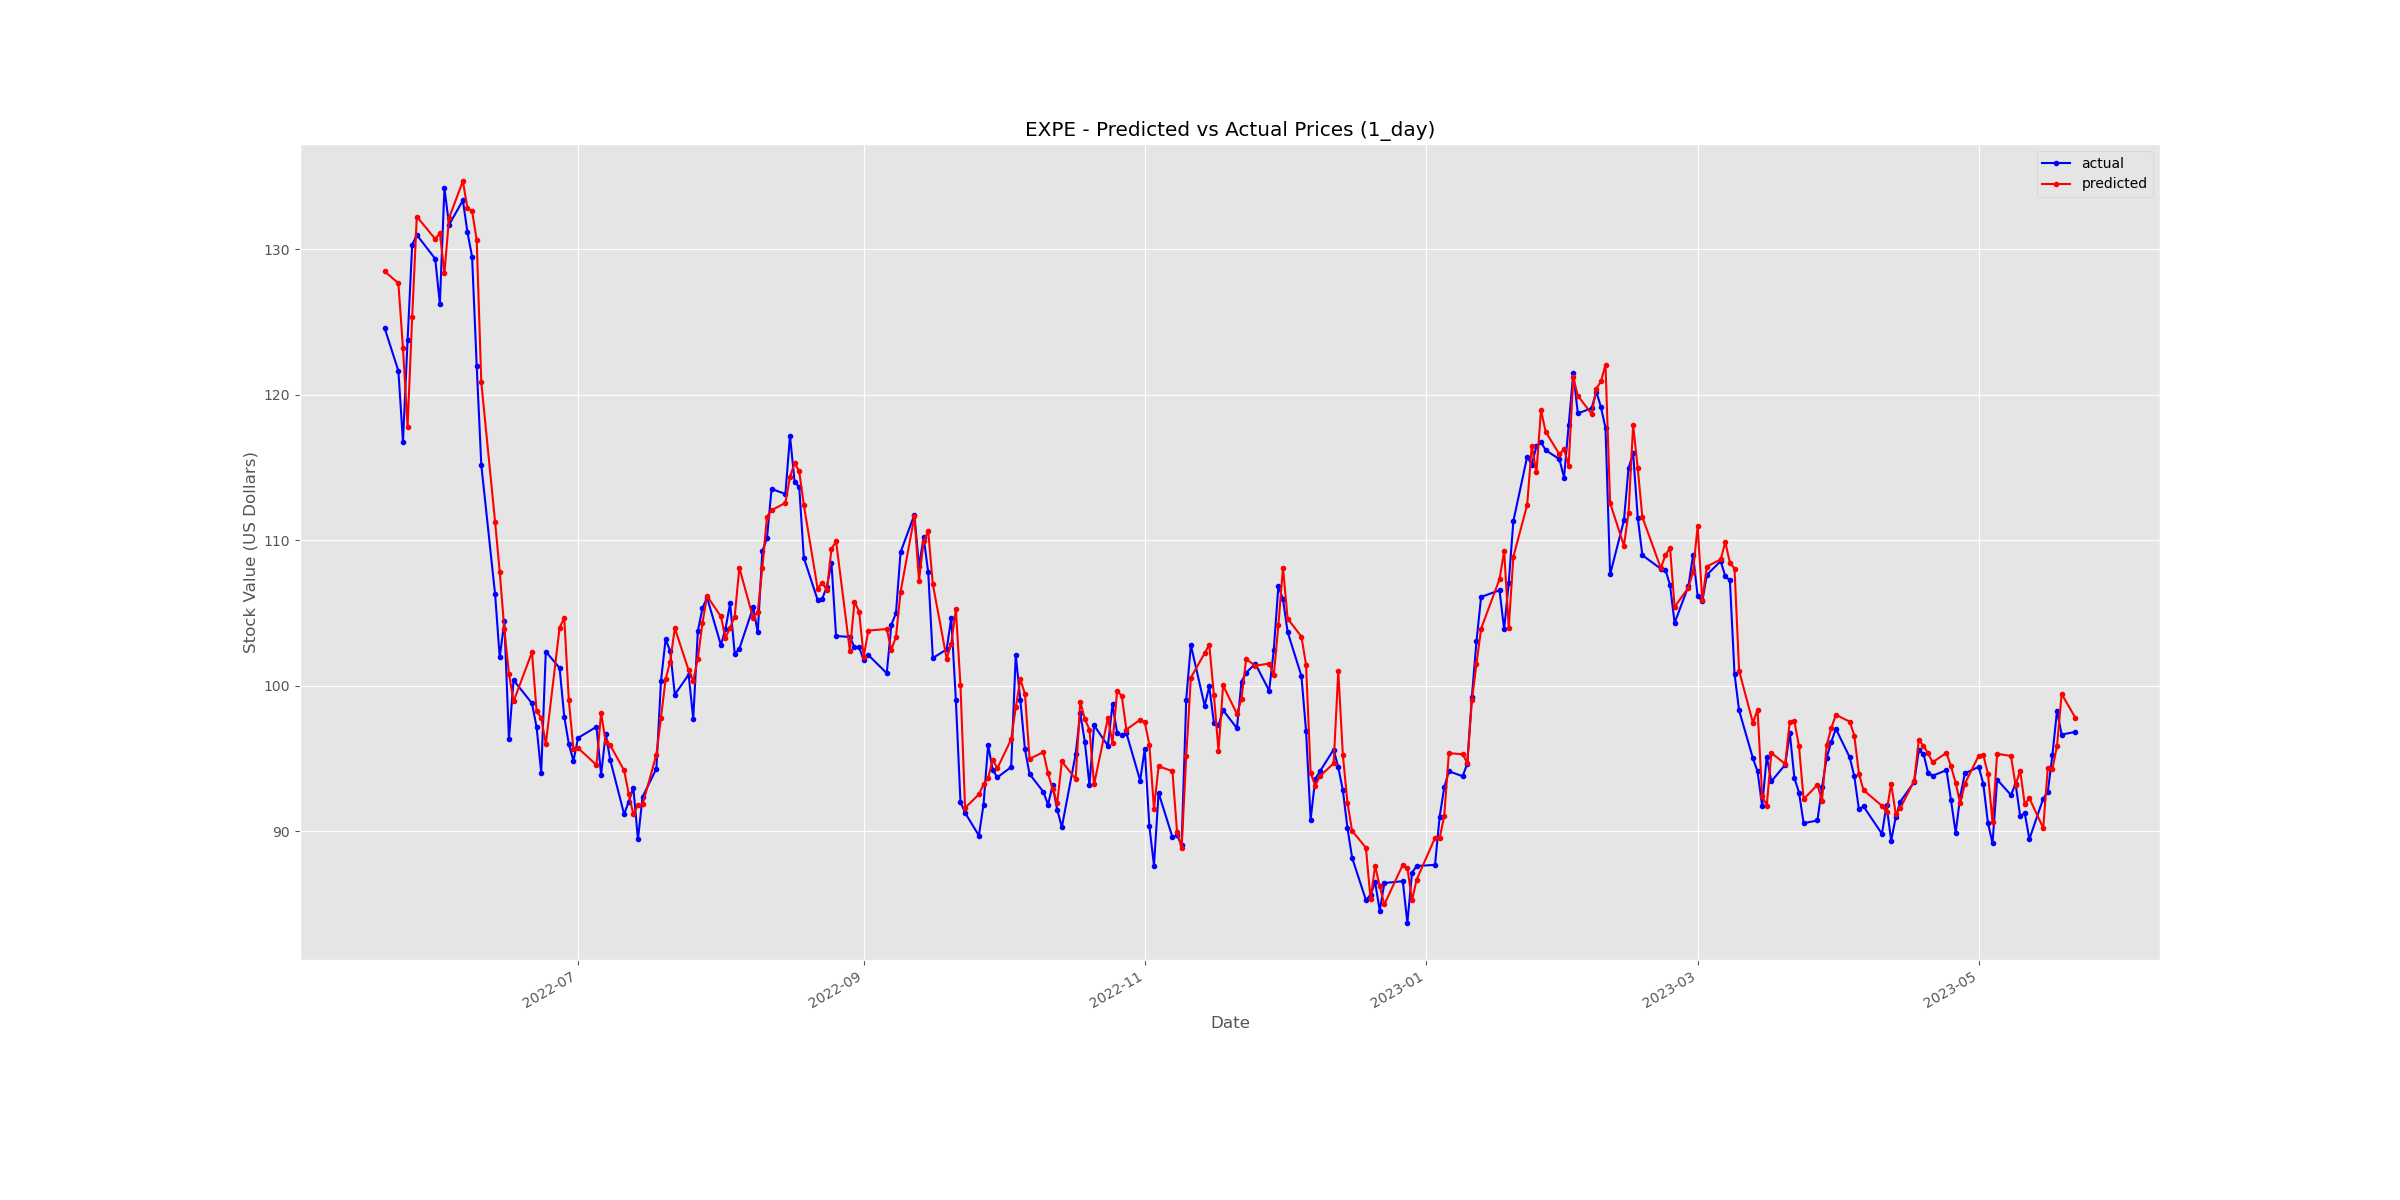 EXPE - Predicted vs Actual Prices (1_day)
actual
predicted
Stock Value (US Dollars)
130
120
110
100
90
2022-07
2022-09
2022-11
2023-01
2023-03
2023-05
Date